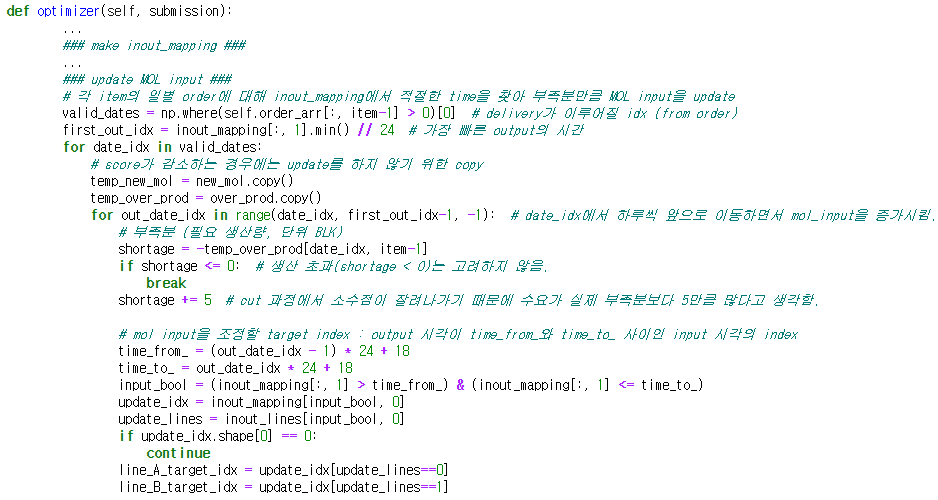 def optimizer(self, submission):
...
### make inout_mapping ###
...
### update MOL input ###
# 각 item의 일별 order에 대해 inout_mapping에서 적절한 time을 찾아 부족분만큼 MOL input을 update
valid_dates = np.where(self.order_arr[:, item-1] > 0)[0]  # delivery가 이루어질 idx (from order)
first_out_idx = inout_mapping[:, 1].min() // 24  # 가장 빠른 output의 시간
for date_idx in valid_dates:
# score가 감소하는 경우에는 update를 하지 않기 위한 copy
temp_new_mol = new_mol.copy()
temp_over_prod = over_prod.copy()
for out_date_idx in range(date_idx, first_out_idx-1, -1):  # date_idx에서 하루씩 앞으로 이동하면서 mol_input을 증가시킴.
# 부족분 (필요 생산량, 단위 BLK)
shortage = -temp_over_prod[date_idx, item-1]
if shortage <= 0:  # 생산 초과(shortage < 0)는 고려하지 않음.
break
shortage += 5  # cut 과정에서 소수점이 잘려나가기 때문에 수요가 실제 부족분보다 5만큼 많다고 생각함.
# mol input을 조정할 target index : output 시각이 time_from_와 time_to_ 사이인 input 시각의 index
time_from_ = (out_date_idx - 1) * 24 + 18
time_to_ = out_date_idx * 24 + 18
input_bool = (inout_mapping[:, 1] > time_from_) & (inout_mapping[:, 1] <= time_to_)
update_idx = inout_mapping[input_bool, 0]
update_lines = inout_lines[input_bool, 0]
if update_idx.shape[0] == 0:
continue
line_A_target_idx = update_idx[update_lines==0]
line_B_target_idx = update_idx[update_lines==1]